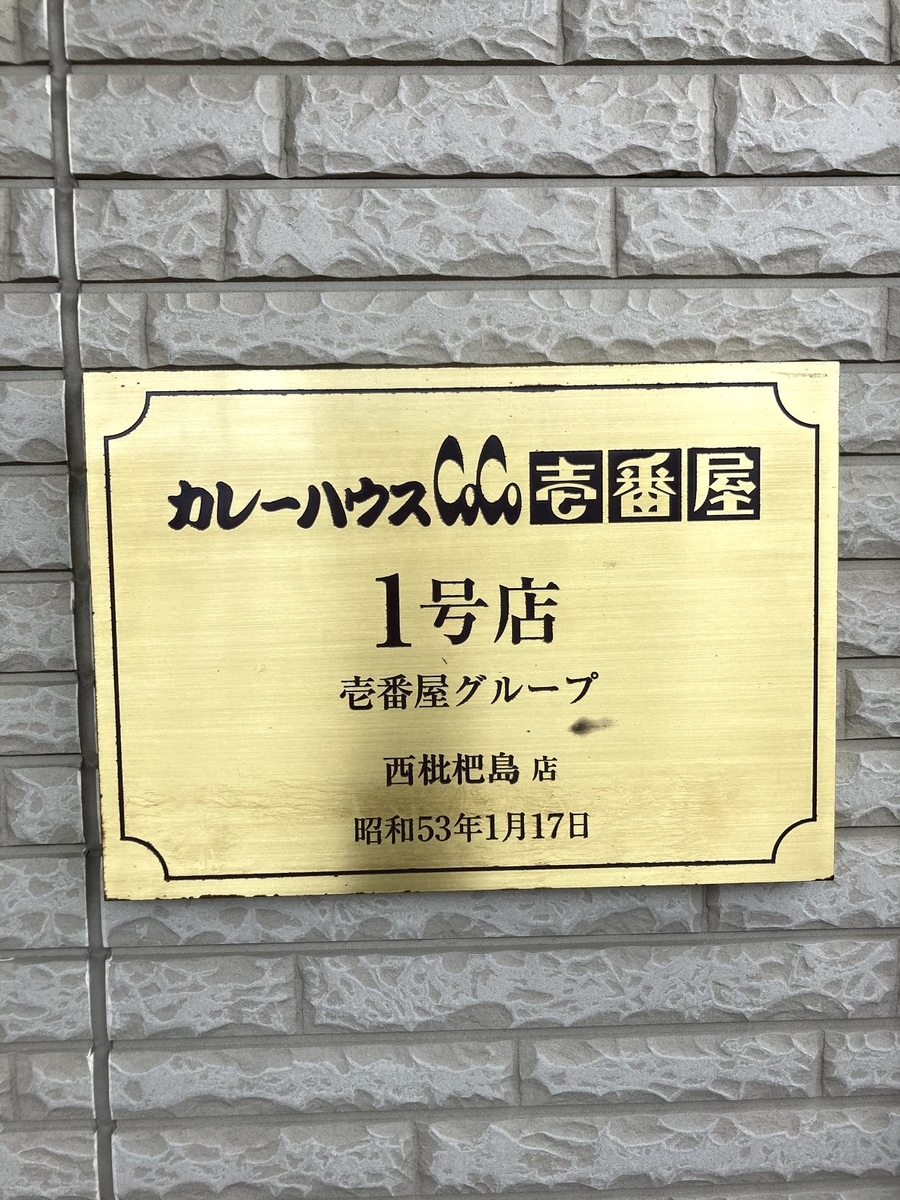 カレーハウスCoCo壱番屋
1号店
壱番屋グループ
西枇杷島 店
昭和53年1月17日